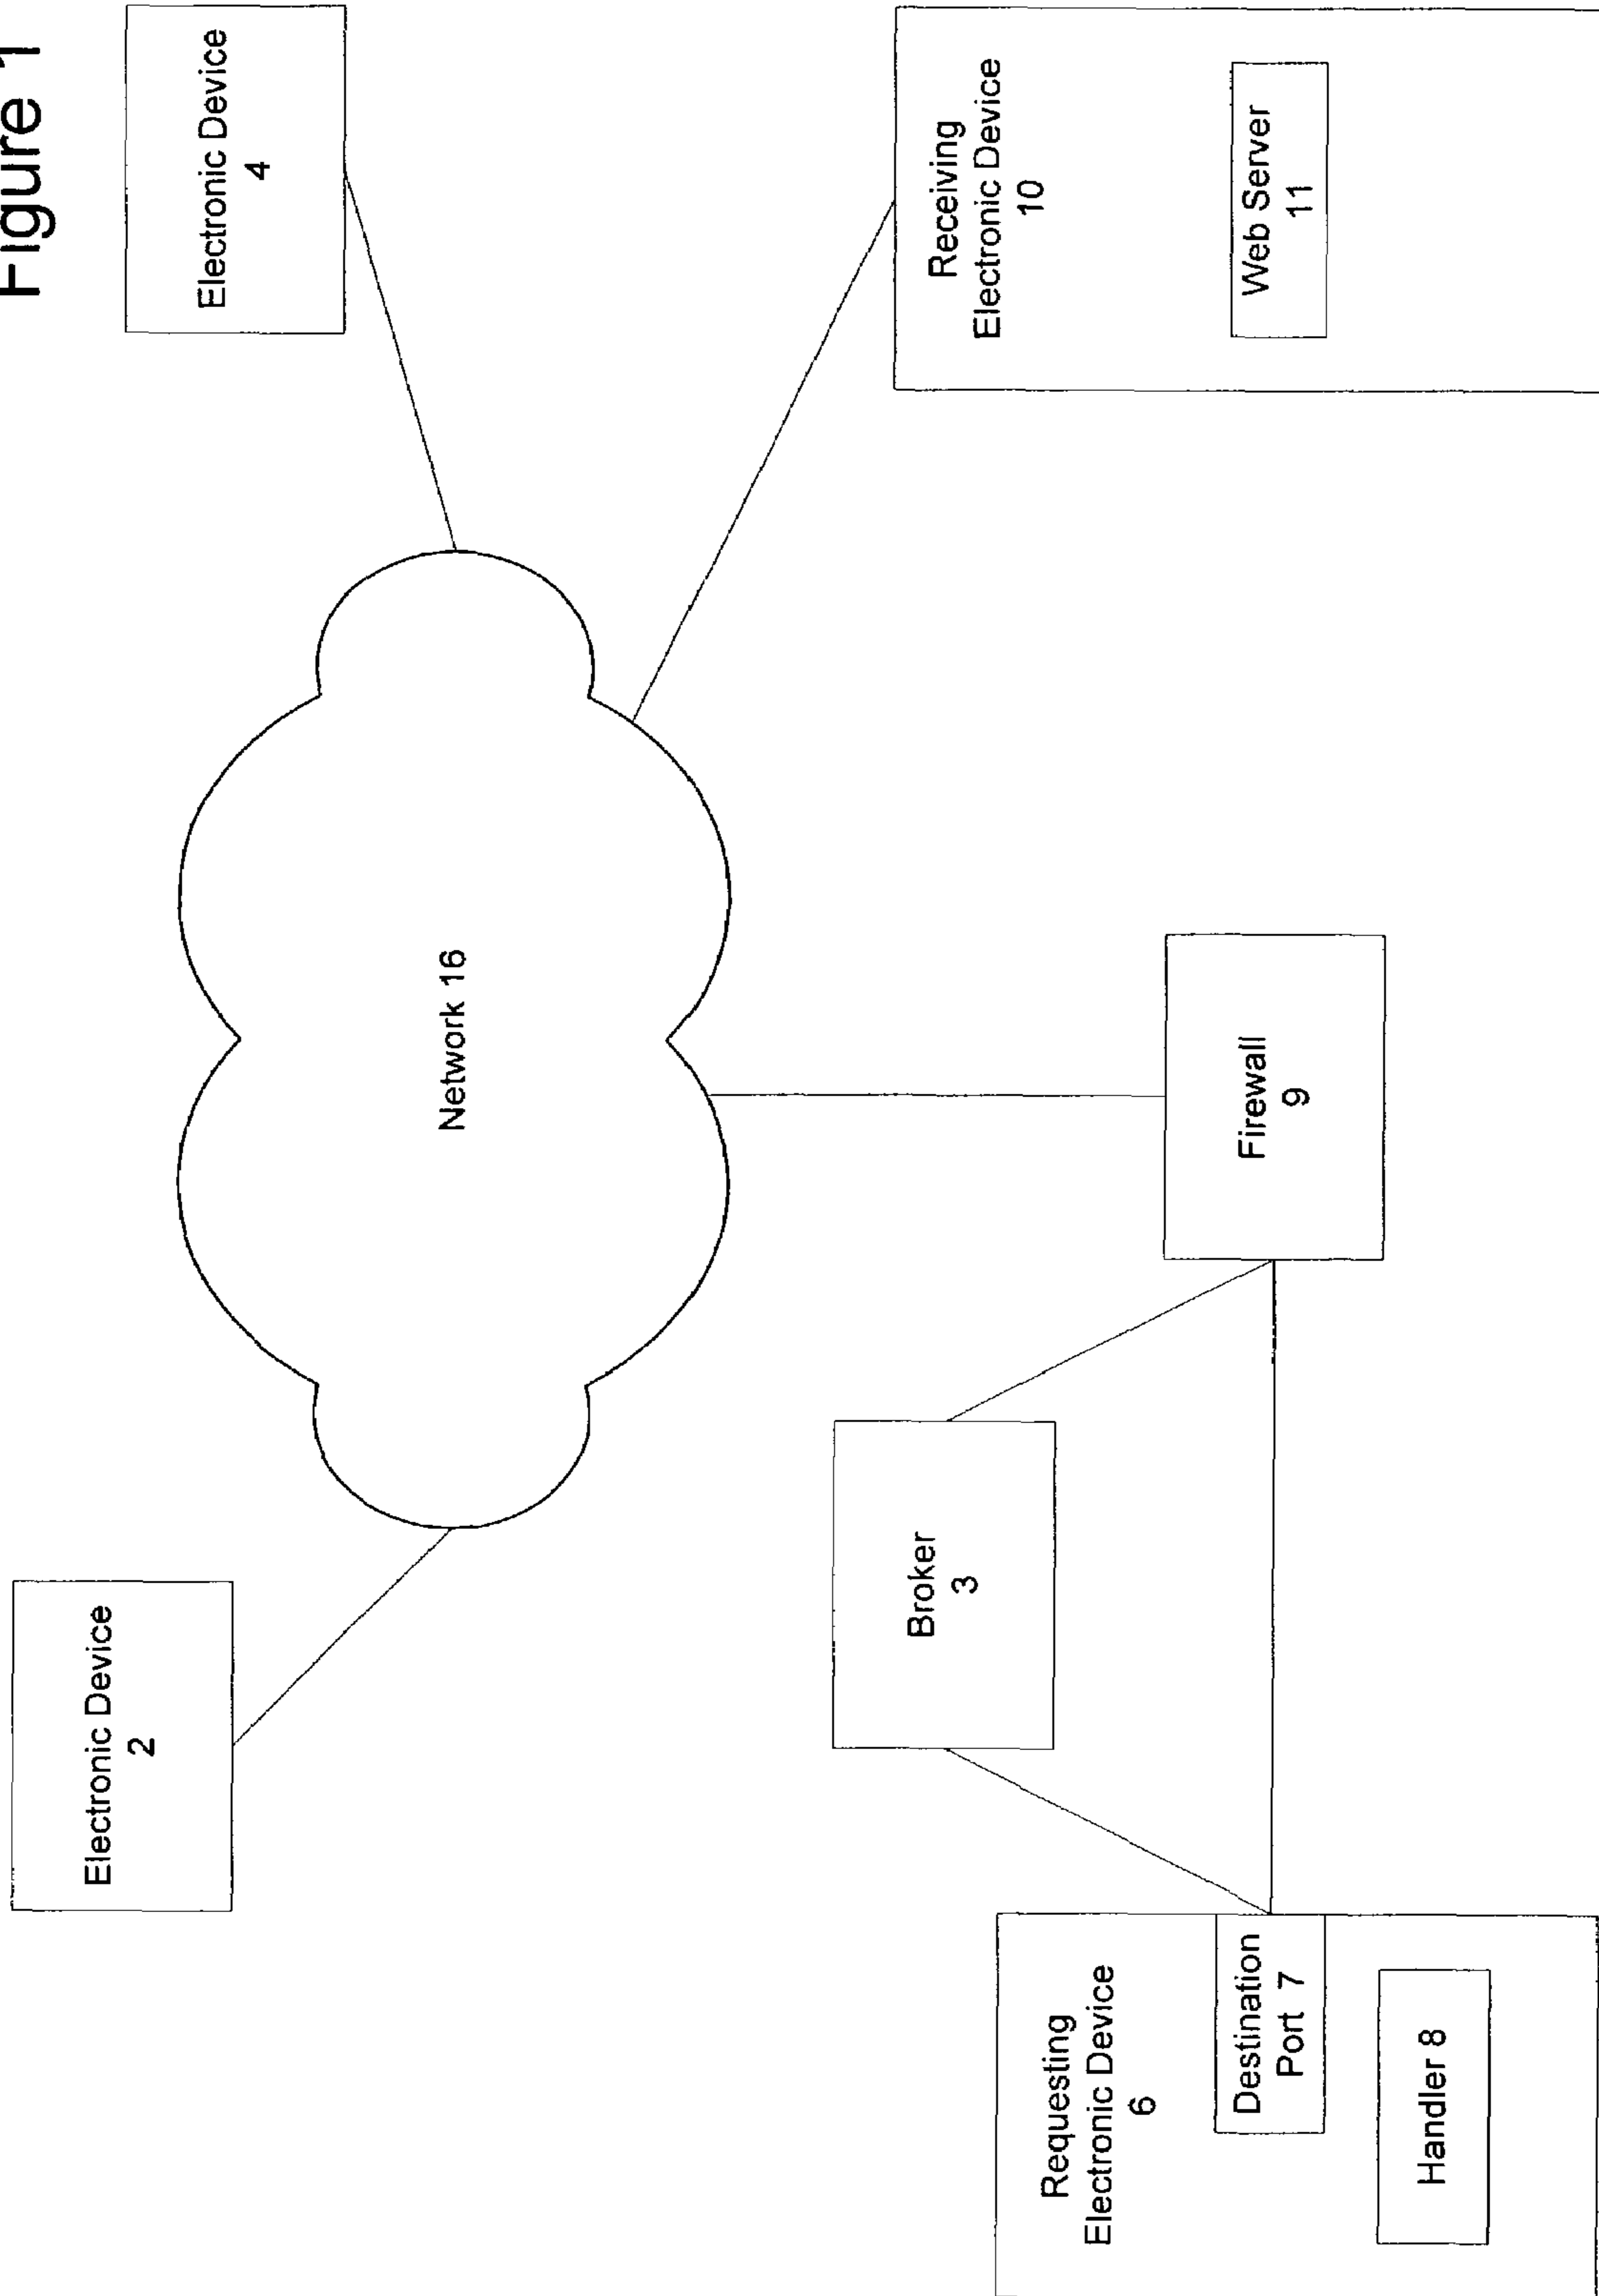 Figure 1
Electronic Device
2
Electronic Device
4
Network 16
Broker
3
Requesting
Electronic Device
6
Destination
Port 7
Handler 8
Firewall
9
Receiving
Electronic Device
10
Web Server
11